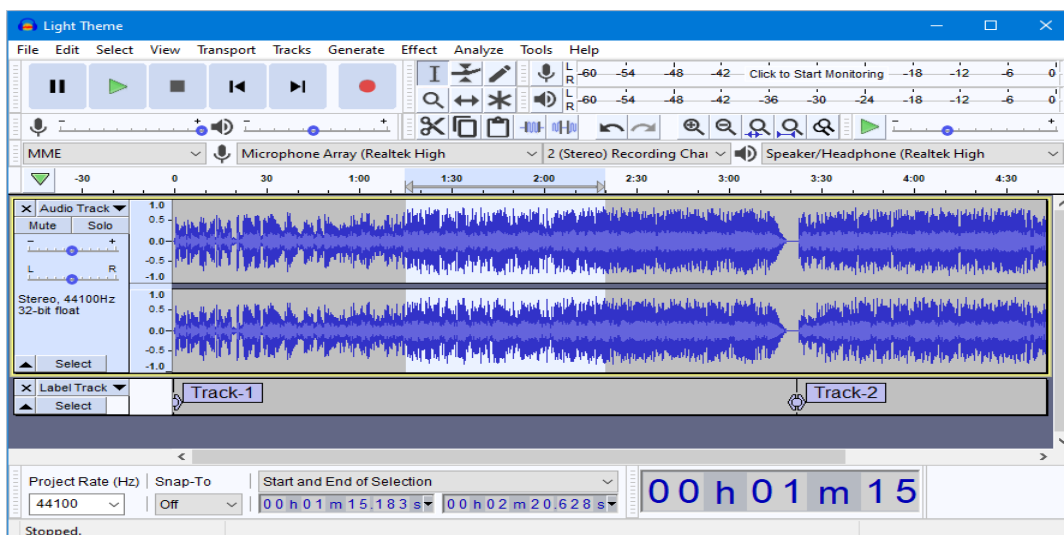 Light Theme
File Edit Select View Transport Tracks Generate Effect Analyze Tools Help
L R -60 -54 -48 -42 Click to Start Monitoring -18 -12 -6 0
L R -60 -54 -48 -42 -36 -30 -24 -18 -12 -6 0
- +
- +
- +
MME Microphone Array (Realtek High 2 (Stereo) Recording Chai Speaker/Headphone (Realtek High
-30 0 30 1:00 1:30 2:00 2:30 3:00 3:30 4:00 4:30
Audio Track
Mute Solo
- +
L R
Stereo, 44100Hz
32-bit float
Select
1.0
0.5
0.0
-0.5
-1.0
1.0
0.5
0.0
-0.5
-1.0
Label Track
Select
Track-1 Track-2
Project Rate (Hz) Snap-To Start and End of Selection
44100 Off 00h01m15.183s 00h02m20.628s
00h01m15
Stopped.